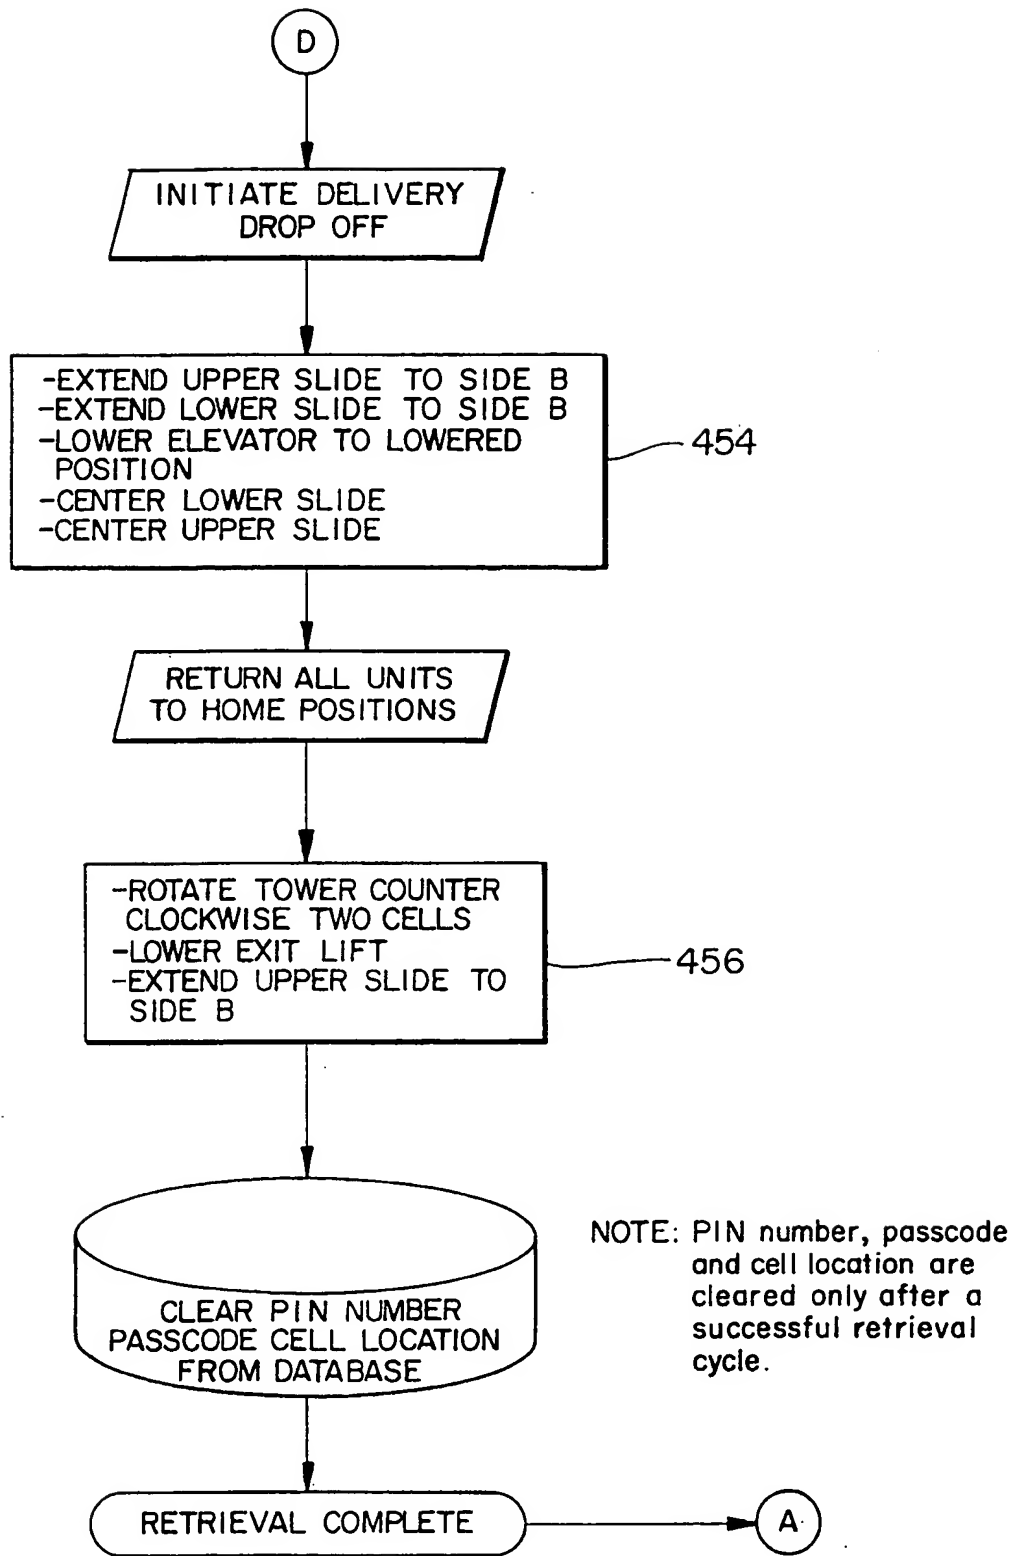 D
INITIATE DELIVERY
DROP OFF
-EXTEND UPPER SLIDE TO SIDE B
-EXTEND LOWER SLIDE TO SIDE B
-LOWER ELEVATOR TO LOWERED
POSITION
-CENTER LOWER SLIDE
-CENTER UPPER SLIDE
454
RETURN ALL UNITS
TO HOME POSITIONS
-ROTATE TOWER COUNTER
CLOCKWISE TWO CELLS
-LOWER EXIT LIFT
-EXTEND UPPER SLIDE TO
SIDE B
456
CLEAR PIN NUMBER
PASSCODE CELL LOCATION
FROM DATABASE
NOTE: PIN number, passcode
and cell location are
cleared only after a
successful retrieval
cycle.
RETRIEVAL COMPLETE
A